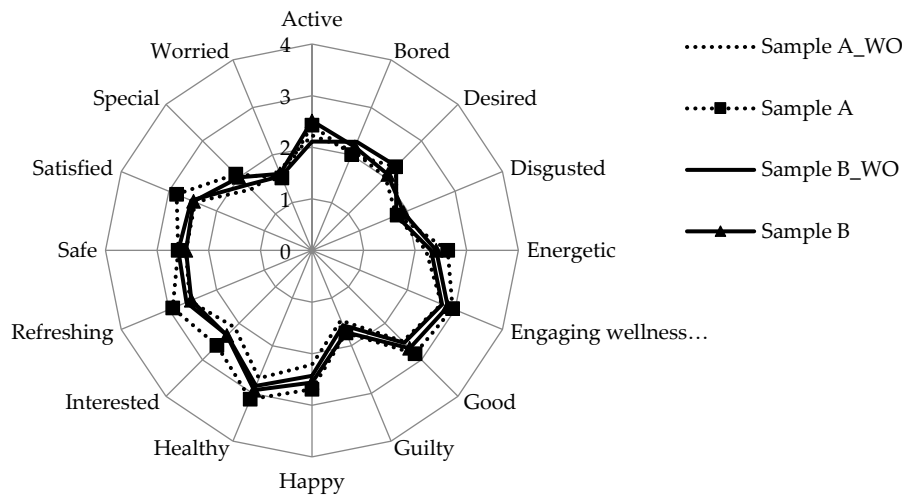 Active
Bored
Desired
Disgusted
Energetic
Engaging wellness…
Good
Guilty
Happy
Healthy
Interested
Refreshing
Safe
Satisfied
Special
Worried
4
3
2
1
0
Sample A_WO
Sample A
Sample B_WO
Sample B